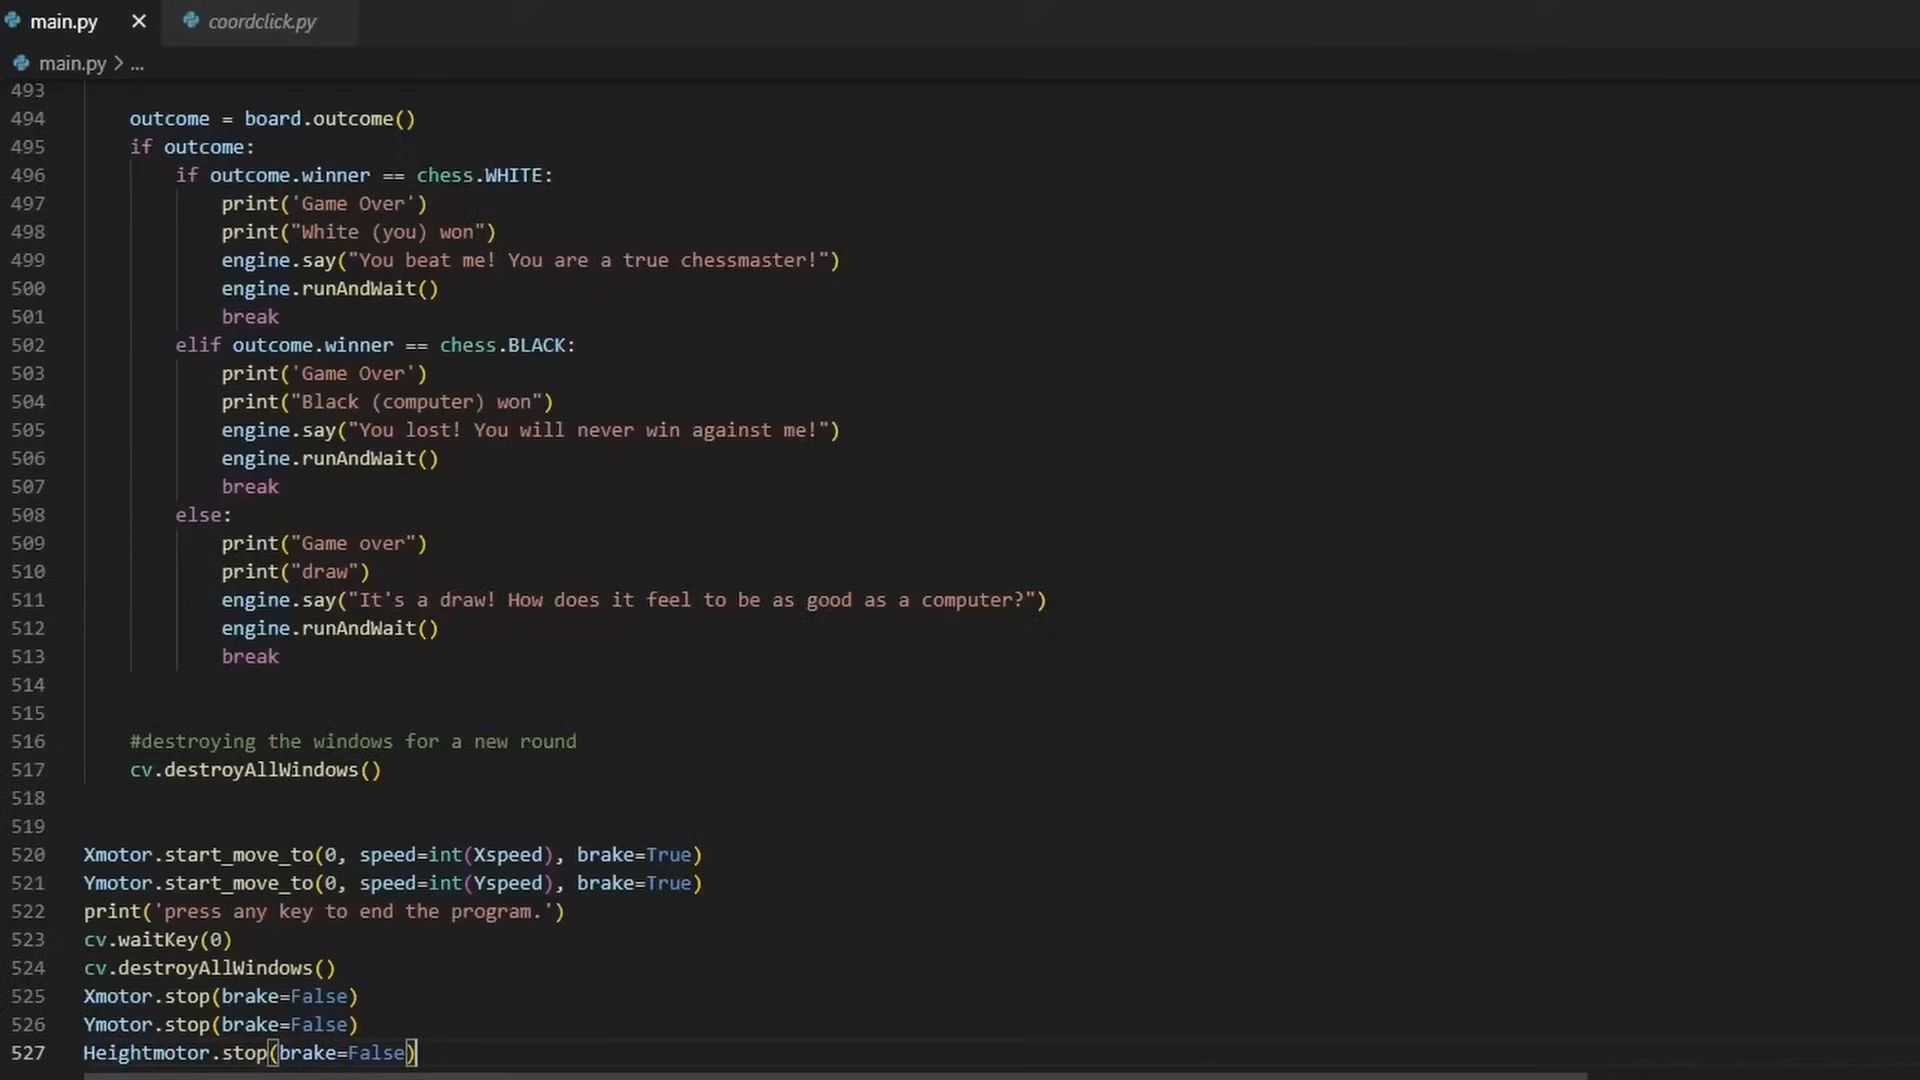 main.py × coordclick.py
main.py > ...
493
494 outcome = board.outcome()
495 if outcome:
496 if outcome.winner == chess.WHITE:
497 print('Game Over')
498 print("White (you) won")
499 engine.say("You beat me! You are a true chessmaster!")
500 engine.runAndWait()
501 break
502 elif outcome.winner == chess.BLACK:
503 print('Game Over')
504 print("Black (computer) won")
505 engine.say("You lost! You will never win against me!")
506 engine.runAndWait()
507 break
508 else:
509 print("Game over")
510 print("draw")
511 engine.say("It's a draw! How does it feel to be as good as a computer?")
512 engine.runAndWait()
513 break
514
515
516 #destroying the windows for a new round
517 cv.destroyAllWindows()
518
519
520 Xmotor.start_move_to(0, speed=int(Xspeed), brake=True)
521 Ymotor.start_move_to(0, speed=int(Yspeed), brake=True)
522 print('press any key to end the program.')
523 cv.waitKey(0)
524 cv.destroyAllWindows()
525 Xmotor.stop(brake=False)
526 Ymotor.stop(brake=False)
527 Heightmotor.stop(brake=False)